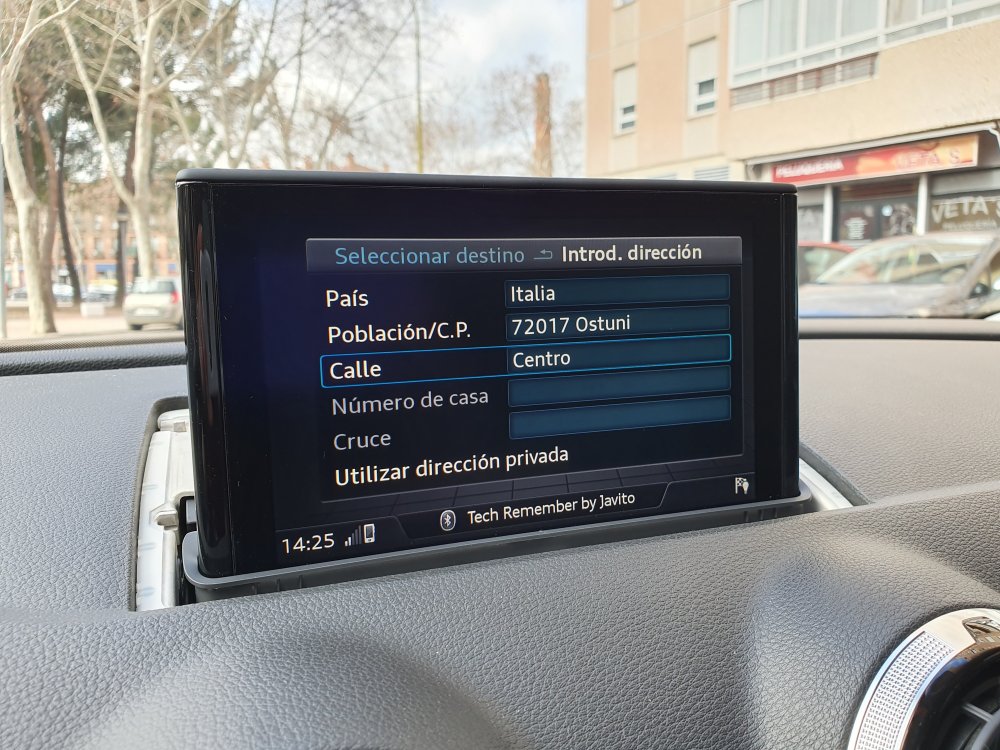 PELUQUERIA VETA'S
VETA'S
Seleccionar destino Introd. dirección
País Italia
Población/C.P. 72017 Ostuni
Calle Centro
Número de casa
Cruce
Utilizar dirección privada
Tech Remember by Javito
14:25